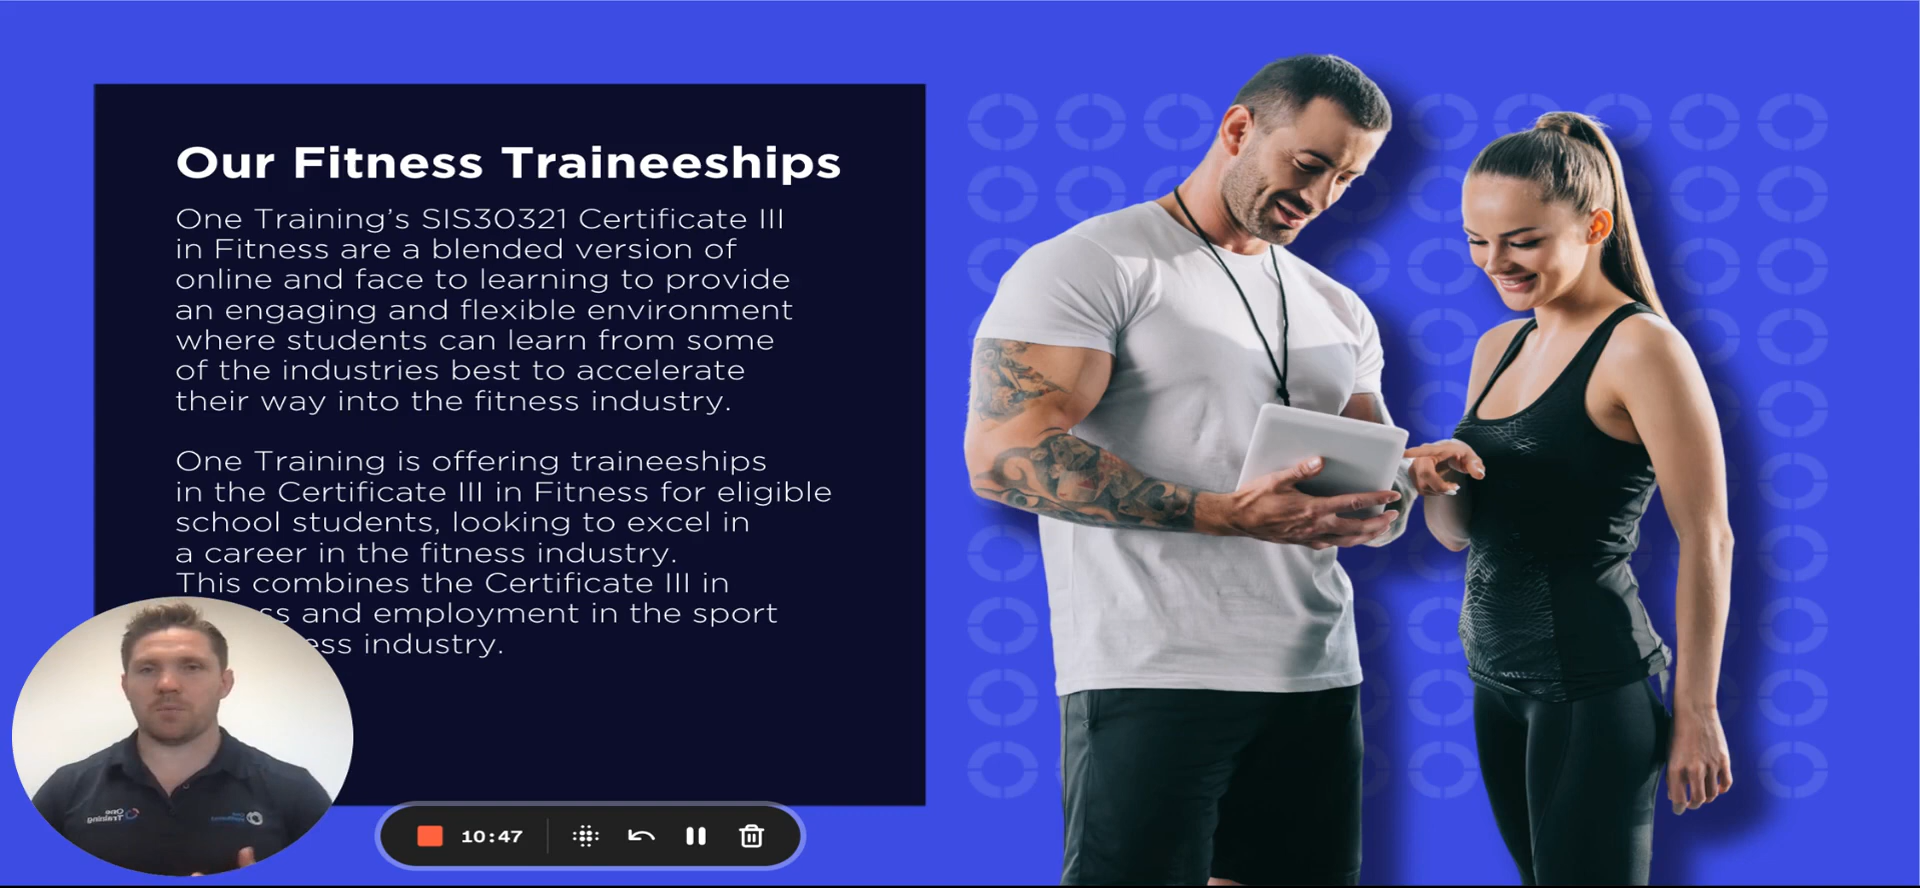 Our Fitness Traineeships
One Training's SIS30321 Certificate III
in Fitness are a blended version of
online and face to learning to provide
an engaging and flexible environment
where students can learn from some
of the industries best to accelerate
their way into the fitness industry.
One Training is offering traineeships
in the Certificate III in Fitness for eligible
school students, looking to excel in
a career in the fitness industry.
This combines the Certificate III in
and employment in the sport
industry.
One
Training
10:47